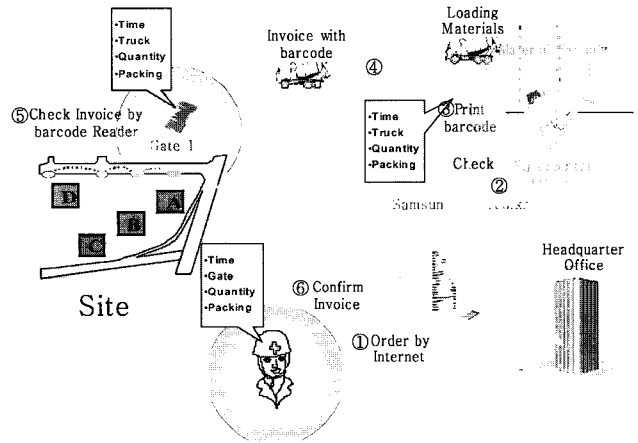 •Time
•Truck
•Quantity
•Packing
Invoice with
barcode
④
Loading
Materials
⑤Check Invoice by
barcode Reader
Gate 1
•Time
•Truck
•Quantity
•Packing
③Print
barcode
Check
②
Samsun
D
A
B
C
Site
•Time
•Gate
•Quantity
•Packing
⑥ Confirm
Invoice
①Order by
Internet
Headquarter
Office